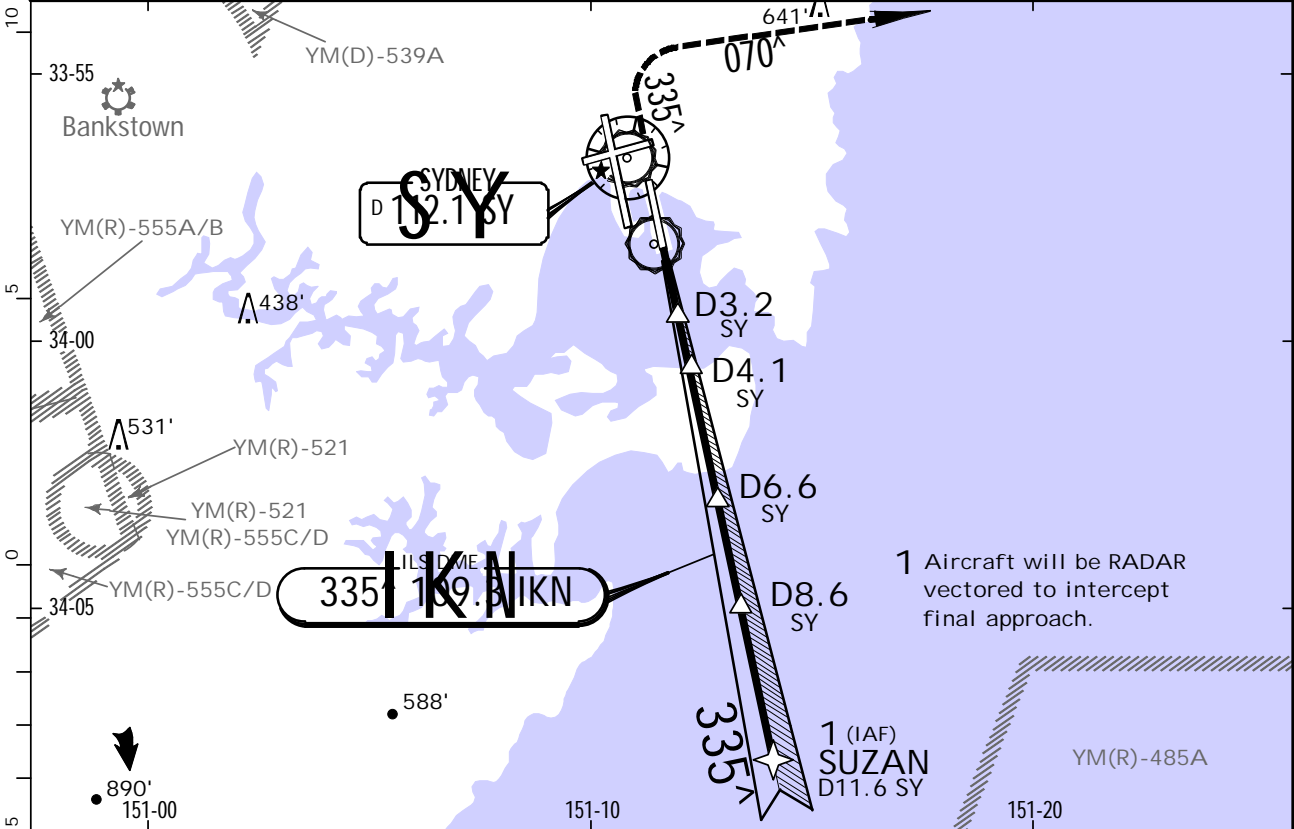 10
641'
YM(D)-539A
070^
33-55
335^
Bankstown
SYDNEY
D 112.1 SY
S Y
YM(R)-555A/B
5
438'
D3.2
SY
34-00
D4.1
SY
531'
YM(R)-521
D6.6
SY
YM(R)-521
YM(R)-555C/D
0
ILS DME
335^ 109.3 IKN
I K N
1 Aircraft will be RADAR
vectored to intercept
final approach.
YM(R)-555C/D
D8.6
SY
34-05
588'
335^
1 (IAF)
SUZAN
D11.6 SY
YM(R)-485A
890'
151-00
151-10
151-20
5